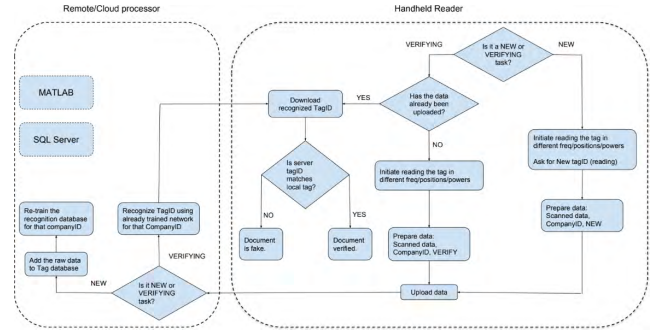 Remote/Cloud processor
Handheld Reader
MATLAB
SQL Server
Re-train the
recognition database
for that companyID
Add the raw data
to Tag database
NEW
Recognize TagID using
already trained network
for that CompanyID
VERIFYING
Is it NEW or
VERIFYING
task?
VERIFYING
Is it a NEW or
VERIFYING
task?
NEW
Download
recognized TagID
YES
Has the data
already been
uploaded?
NO
Is server
tagID
matches
local tag?
NO
YES
Document
is fake.
Document
verified.
Initiate reading the tag in
different freq/positions/powers
Prepare data:
Scanned data,
CompanyID, VERIFY
Initiate reading the tag in
different freq/positions/powers
Ask for New tagID (reading)
Prepare data:
Scanned data,
CompanyID, NEW
Upload data